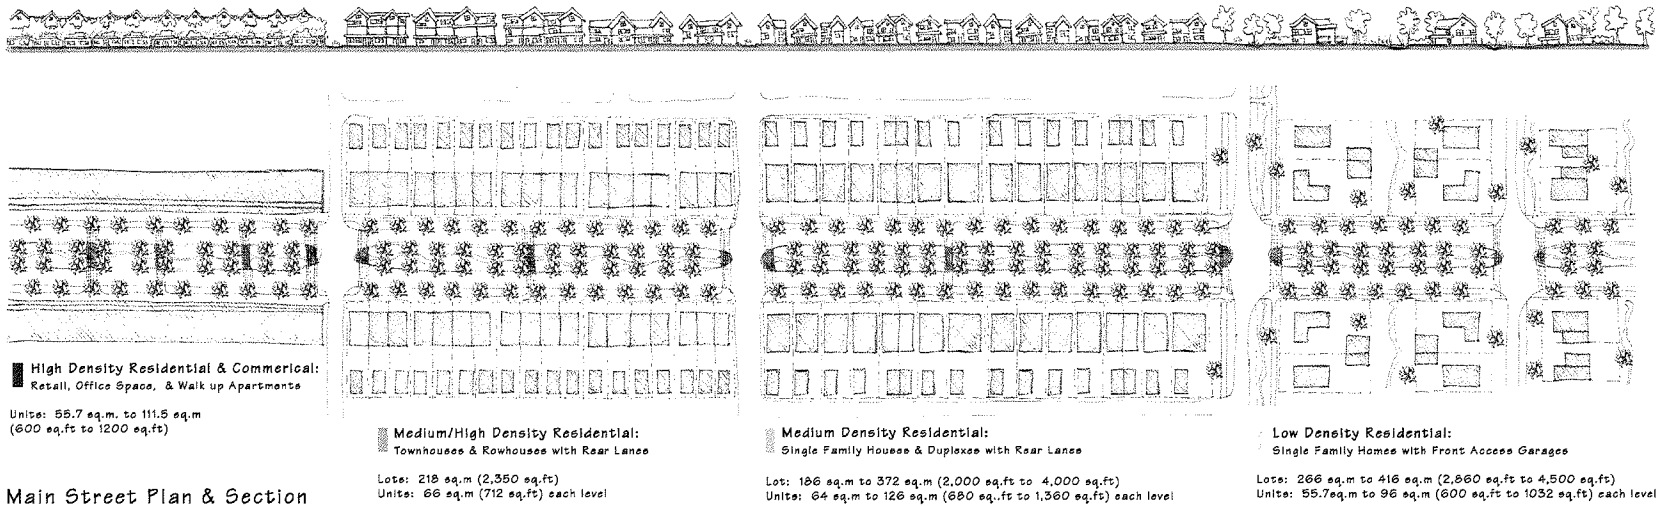 High Density Residential & Commerical:
Retail, Office Space, & Walk up Apartments
Units: 55.7 sq.m. to 111.5 sq.m
(600 sq.ft to 1200 sq.ft)
Medium/High Density Residential:
Townhouses & Rowhouses with Rear Lanes
Lots: 218 sq.m (2,350 sq.ft)
Units: 66 sq.m (712 sq.ft) each level
Medium Density Residential:
Single Family Houses & Duplexes with Rear Lanes
Lot: 186 sq.m to 372 sq.m (2,000 sq.ft to 4,000 sq.ft)
Units: 64 sq.m to 126 sq.m (680 sq.ft to 1,360 sq.ft) each level
Low Density Residential:
Single Family Homes with Front Access Garages
Lots: 266 sq.m to 416 sq.m (2,860 sq.ft to 4,500 sq.ft)
Units: 55.7sq.m to 96 sq.m (600 sq.ft to 1032 sq.ft) each level
Main Street Plan & Section